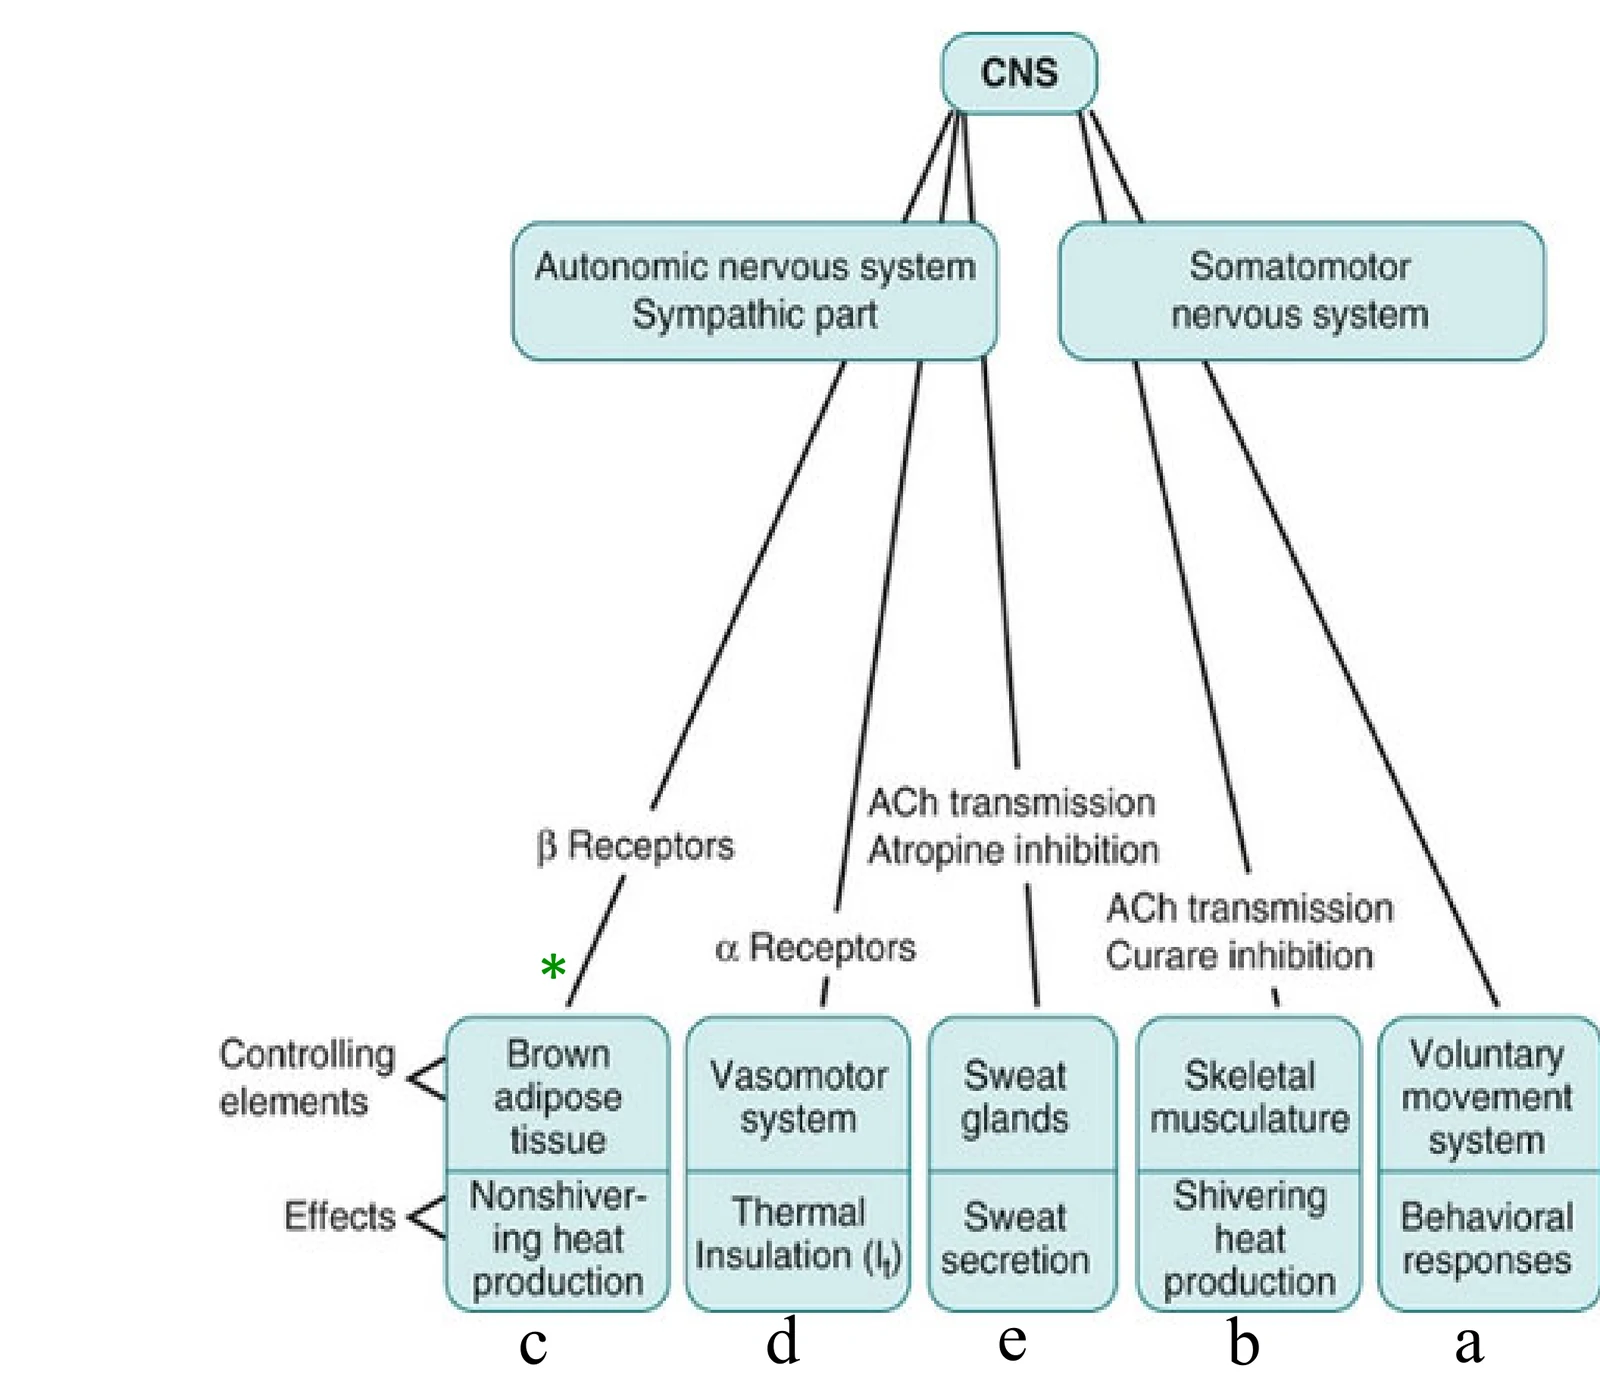 CNS
Autonomic nervous system
Sympathic part
Somatomotor
nervous system
β Receptors
α Receptors
ACh transmission
Atropine inhibition
ACh transmission
Curare inhibition
*
Controlling
elements
Effects
Brown
adipose
tissue
Nonshiver-
ing heat
production
Vasomotor
system
Thermal
Insulation (It)
Sweat
glands
Sweat
secretion
Skeletal
musculature
Shivering
heat
production
Voluntary
movement
system
Behavioral
responses
c
d
e
b
a